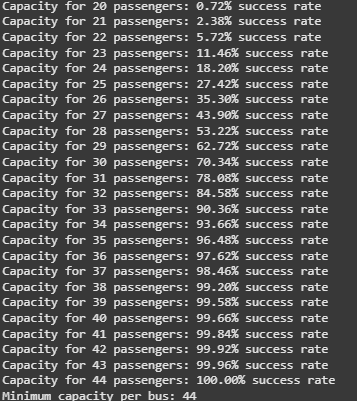 Capacity for 20 passengers: 0.72% success rate
Capacity for 21 passengers: 2.38% success rate
Capacity for 22 passengers: 5.72% success rate
Capacity for 23 passengers: 11.46% success rate
Capacity for 24 passengers: 18.20% success rate
Capacity for 25 passengers: 27.42% success rate
Capacity for 26 passengers: 35.30% success rate
Capacity for 27 passengers: 43.90% success rate
Capacity for 28 passengers: 53.22% success rate
Capacity for 29 passengers: 62.72% success rate
Capacity for 30 passengers: 70.34% success rate
Capacity for 31 passengers: 78.08% success rate
Capacity for 32 passengers: 84.58% success rate
Capacity for 33 passengers: 90.36% success rate
Capacity for 34 passengers: 93.66% success rate
Capacity for 35 passengers: 96.48% success rate
Capacity for 36 passengers: 97.62% success rate
Capacity for 37 passengers: 98.46% success rate
Capacity for 38 passengers: 99.20% success rate
Capacity for 39 passengers: 99.58% success rate
Capacity for 40 passengers: 99.66% success rate
Capacity for 41 passengers: 99.84% success rate
Capacity for 42 passengers: 99.92% success rate
Capacity for 43 passengers: 99.96% success rate
Capacity for 44 passengers: 100.00% success rate
Minimum capacity per bus: 44